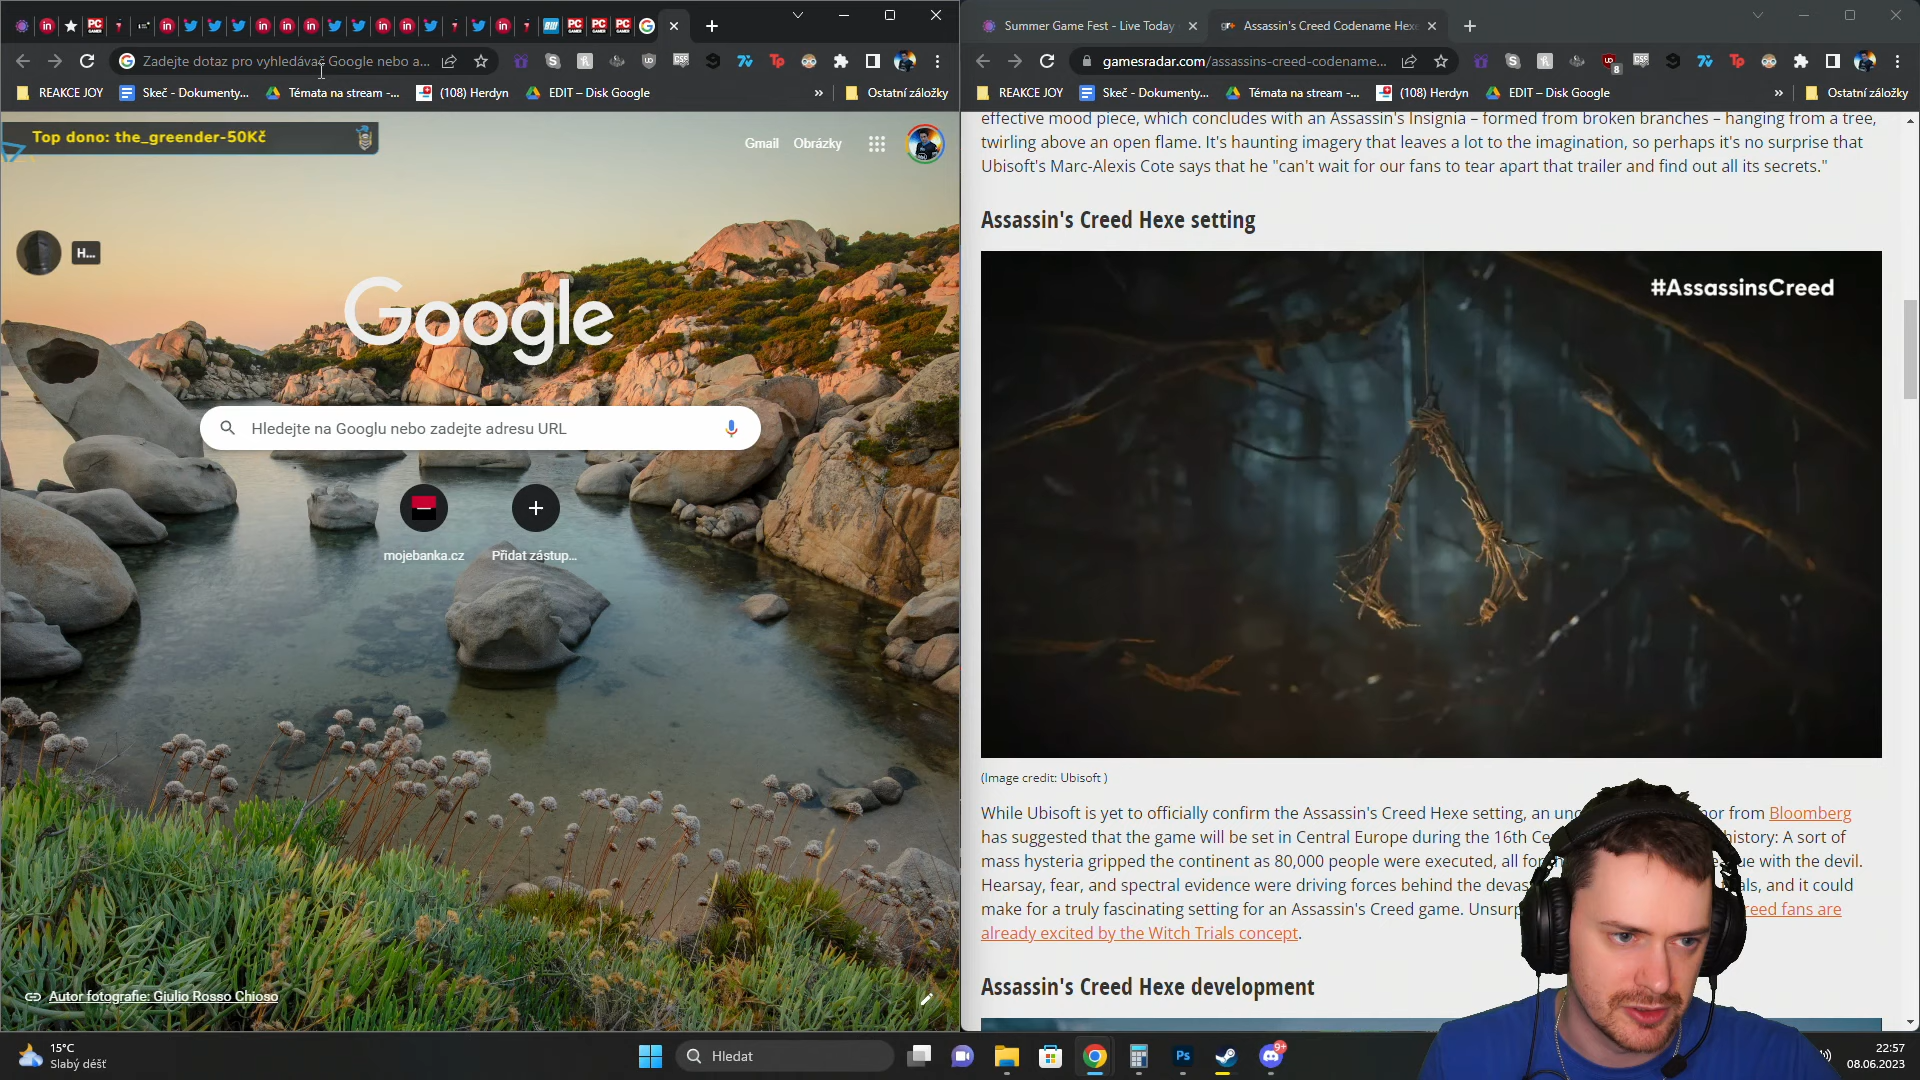 Zadejte dotaz pro vyhledávač Google nebo a...
REAKCE JOY
Skeč - Dokumenty...
Témata na stream -...
(108) Herdyn
EDIT – Disk Google
»
Ostatní záložky
Top dono: the_greender-50Kč
Gmail
Obrázky
H...
Google
Hledejte na Googlu nebo zadejte adresu URL
mojebanka.cz
Přidat zástup...
Autor fotografie: Giulio Rosso Chioso
Summer Game Fest - Live Today
Assassin's Creed Codename Hexe
gamesradar.com/assassins-creed-codename...
REAKCE JOY
Skeč - Dokumenty...
Témata na stream -...
(108) Herdyn
EDIT – Disk Google
»
Ostatní záložky
effective mood piece, which concludes with an Assassin's Insignia – formed from broken branches – hanging from a tree,
twirling above an open flame. It's haunting imagery that leaves a lot to the imagination, so perhaps it's no surprise that
Ubisoft's Marc-Alexis Cote says that he "can't wait for our fans to tear apart that trailer and find out all its secrets."
Assassin's Creed Hexe setting
#AssassinsCreed
(Image credit: Ubisoft )
While Ubisoft is yet to officially confirm the Assassin's Creed Hexe setting, an from Bloomberg
has suggested that the game will be set in Central Europe during the 16th history: A sort of
mass hysteria gripped the continent as 80,000 people were executed, all with the devil.
Hearsay, fear, and spectral evidence were driving forces behind the and it could
make for a truly fascinating setting for an Assassin's Creed game. fans are
already excited by the Witch Trials concept.
Assassin's Creed Hexe development
15°C
Slabý déšť
Hledat
9+
22:57
08.06.2023